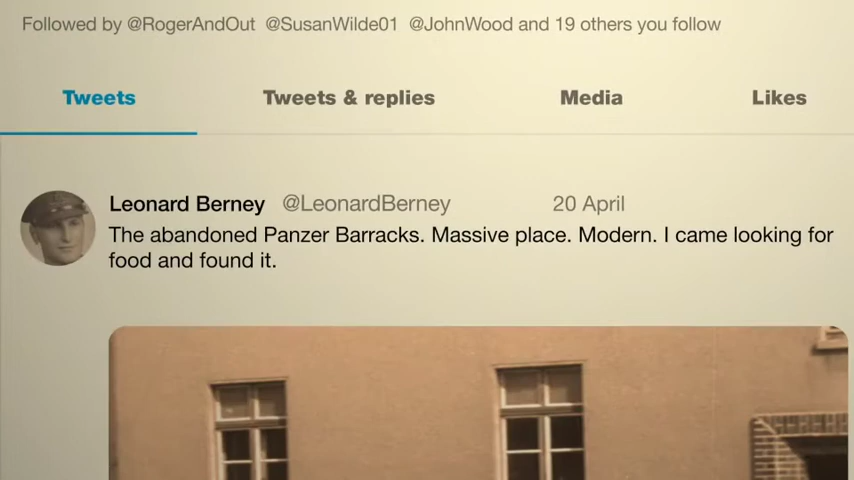 Followed by @RogerAndOut @SusanWilde01 @JohnWood and 19 others you follow
Tweets Tweets & replies Media Likes
Leonard Berney @LeonardBerney 20 April
The abandoned Panzer Barracks. Massive place. Modern. I came looking for
food and found it.